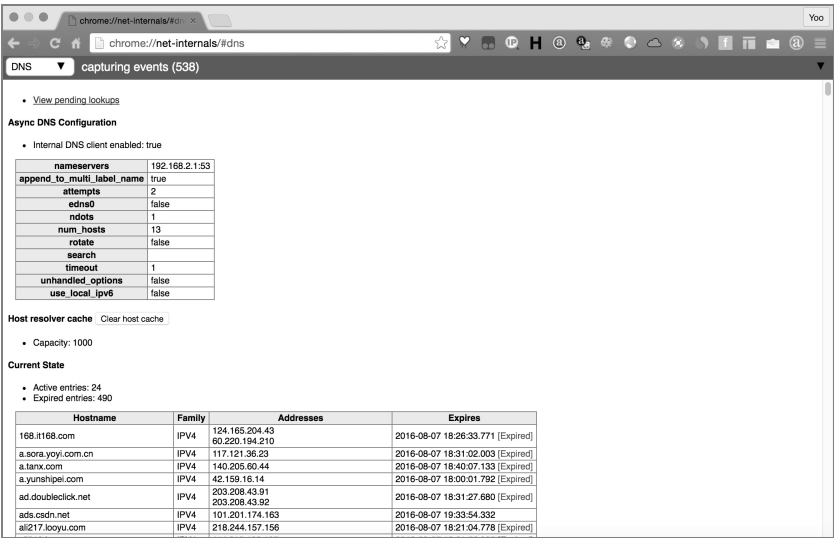 chrome://net-internals/#dns
Yoo
chrome://net-internals/#dns
DNS ▼ capturing events (538) ▼
• View pending lookups
Async DNS Configuration
• Internal DNS client enabled: true
nameservers 192.168.2.1:53
append_to_multi_label_name true
attempts 2
edns0 false
ndots 1
num_hosts 13
rotate false
search
timeout 1
unhandled_options false
use_local_ipv6 false
Host resolver cache Clear host cache
• Capacity: 1000
Current State
• Active entries: 24
• Expired entries: 490
Hostname Family Addresses Expires
168.it168.com IPV4 124.165.204.43 60.220.194.210 2016-08-07 18:26:33.771 [Expired]
a.sora.yoyi.com.cn IPV4 117.121.36.23 2016-08-07 18:31:02.003 [Expired]
a.tanx.com IPV4 140.205.60.44 2016-08-07 18:40:07.133 [Expired]
a.yunshipei.com IPV4 42.159.16.14 2016-08-07 18:00:01.792 [Expired]
ad.doubleclick.net IPV4 203.208.43.91 203.208.43.92 2016-08-07 18:31:27.680 [Expired]
ads.csdn.net IPV4 101.201.174.163 2016-08-07 19:33:54.332
ali217.looyu.com IPV4 218.244.157.156 2016-08-07 18:21:04.778 [Expired]